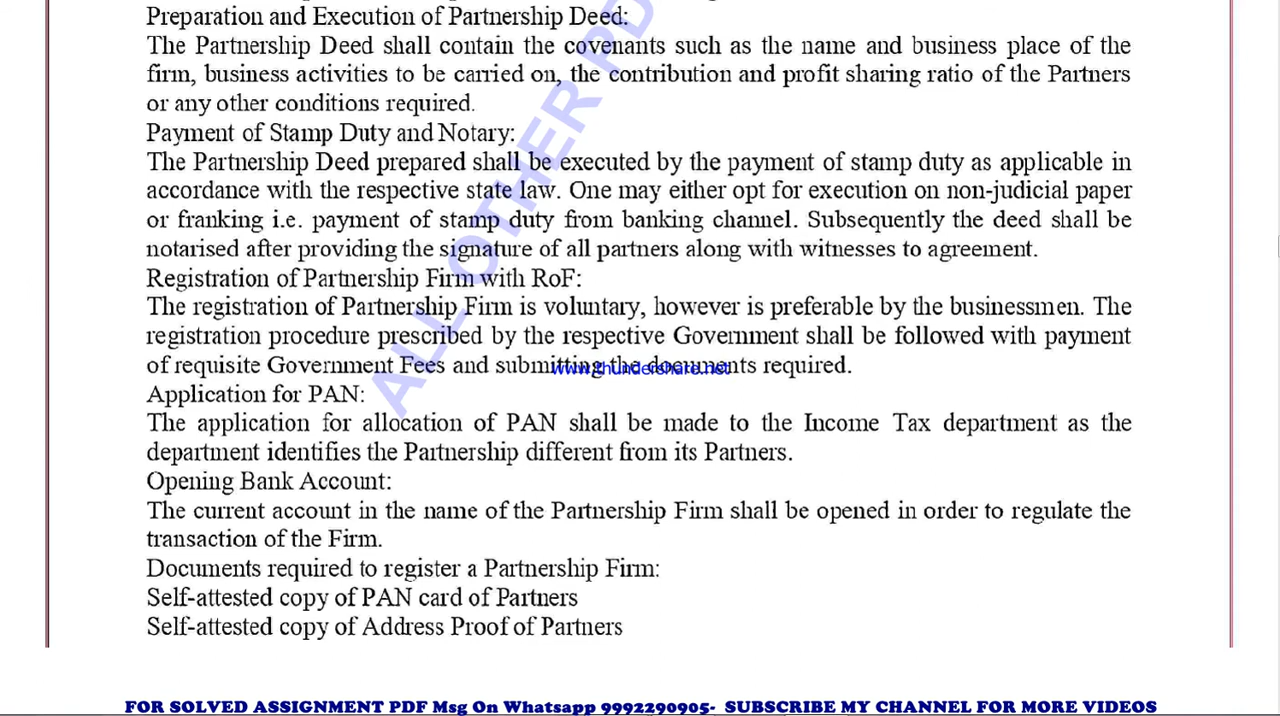 Preparation and Execution of Partnership Deed:
The Partnership Deed shall contain the covenants such as the name and business place of the
firm, business activities to be carried on, the contribution and profit sharing ratio of the Partners
or any other conditions required.
Payment of Stamp Duty and Notary:
The Partnership Deed prepared shall be executed by the payment of stamp duty as applicable in
accordance with the respective state law. One may either opt for execution on non-judicial paper
or franking i.e. payment of stamp duty from banking channel. Subsequently the deed shall be
notarised after providing the signature of all partners along with witnesses to agreement.
Registration of Partnership Firm with RoF:
The registration of Partnership Firm is voluntary, however is preferable by the businessmen. The
registration procedure prescribed by the respective Government shall be followed with payment
of requisite Government Fees and submitting the documents required.
www.thundershare.net
Application for PAN:
The application for allocation of PAN shall be made to the Income Tax department as the
department identifies the Partnership different from its Partners.
Opening Bank Account:
The current account in the name of the Partnership Firm shall be opened in order to regulate the
transaction of the Firm.
Documents required to register a Partnership Firm:
Self-attested copy of PAN card of Partners
Self-attested copy of Address Proof of Partners
ALL OTHER PD
FOR SOLVED ASSIGNMENT PDF Msg On Whatsapp 9992290905- SUBSCRIBE MY CHANNEL FOR MORE VIDEOS